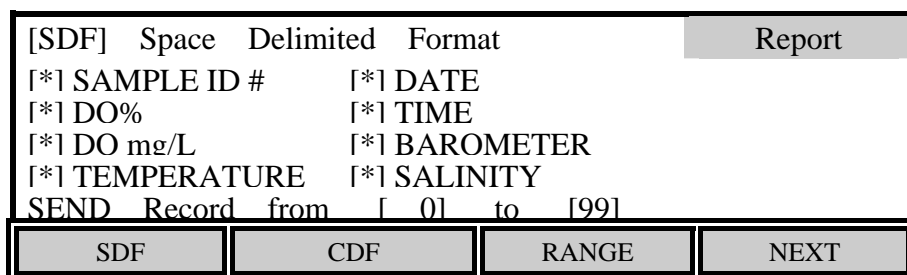 [SDF] Space Delimited Format Report
[*] SAMPLE ID # [*] DATE
[*] DO% [*] TIME
[*] DO mg/L [*] BAROMETER
[*] TEMPERATURE [*] SALINITY
SEND Record from [ 0] to [99]
SDF CDF RANGE NEXT